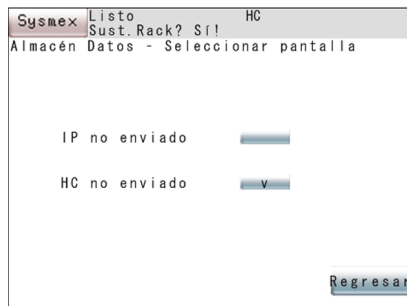 Sysmex Listo HC
Sust.Rack? Sí!
Almacén Datos - Seleccionar pantalla
IP no enviado
HC no enviado v
Regresar